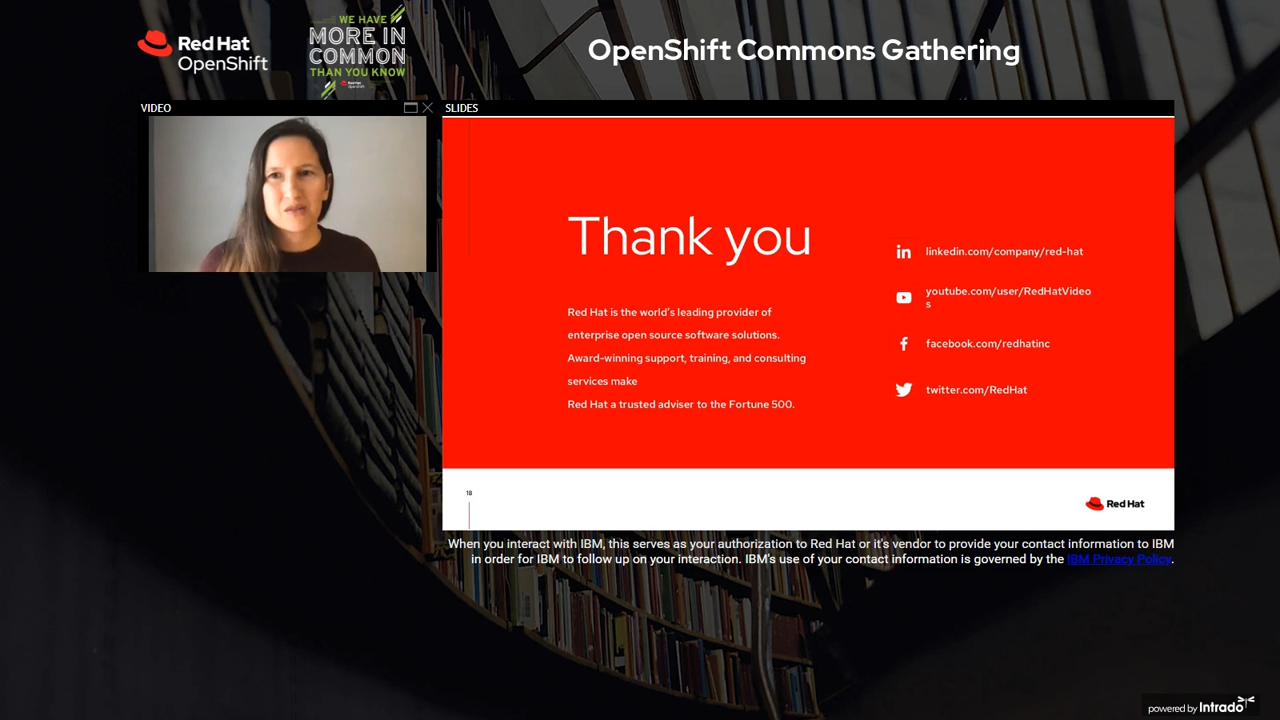 Red Hat
OpenShift
WE HAVE
MORE IN
COMMON
THAN YOU KNOW
OpenShift Commons Gathering
VIDEO
SLIDES
Thank you
Red Hat is the world's leading provider of
enterprise open source software solutions.
Award-winning support, training, and consulting
services make
Red Hat a trusted adviser to the Fortune 500.
linkedin.com/company/red-hat
youtube.com/user/RedHatVideo
s
facebook.com/redhatinc
twitter.com/RedHat
18
Red Hat
When you interact with IBM, this serves as your authorization to Red Hat or it's vendor to provide your contact information to IBM
in order for IBM to follow up on your interaction. IBM's use of your contact information is governed by the IBM Privacy Policy.
powered by Intrado